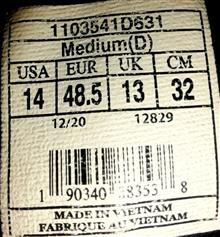 1103541D631
Medium(D)
USA EUR UK CM
14 48.5 13 32
12/20 12829
1 90340 8
MADE IN VIETNAM
FABRIQUE AU VIETNAM